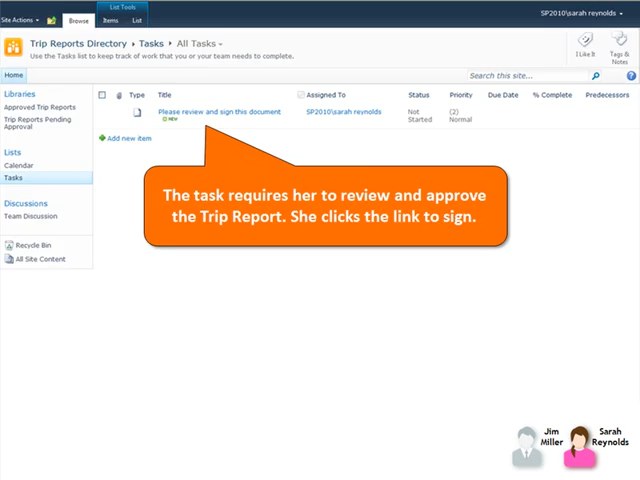 List Tools
Site Actions
Browse
Items
List
SP2010\sarah reynolds
Trip Reports Directory
Tasks
All Tasks
Use the Tasks list to keep track of work that you or your team needs to complete.
I Like It
Tags &
Notes
Home
Search this site...
Libraries
Approved Trip Reports
Trip Reports Pending
Approval
Lists
Calendar
Tasks
Discussions
Team Discussion
Recycle Bin
All Site Content
Type
Title
Assigned To
Status
Priority
Due Date
% Complete
Predecessors
Please review and sign this document
NEW
SP2010\sarah reynolds
Not
Started
(2)
Normal
Add new item
The task requires her to review and approve
the Trip Report. She clicks the link to sign.
Jim
Miller
Sarah
Reynolds